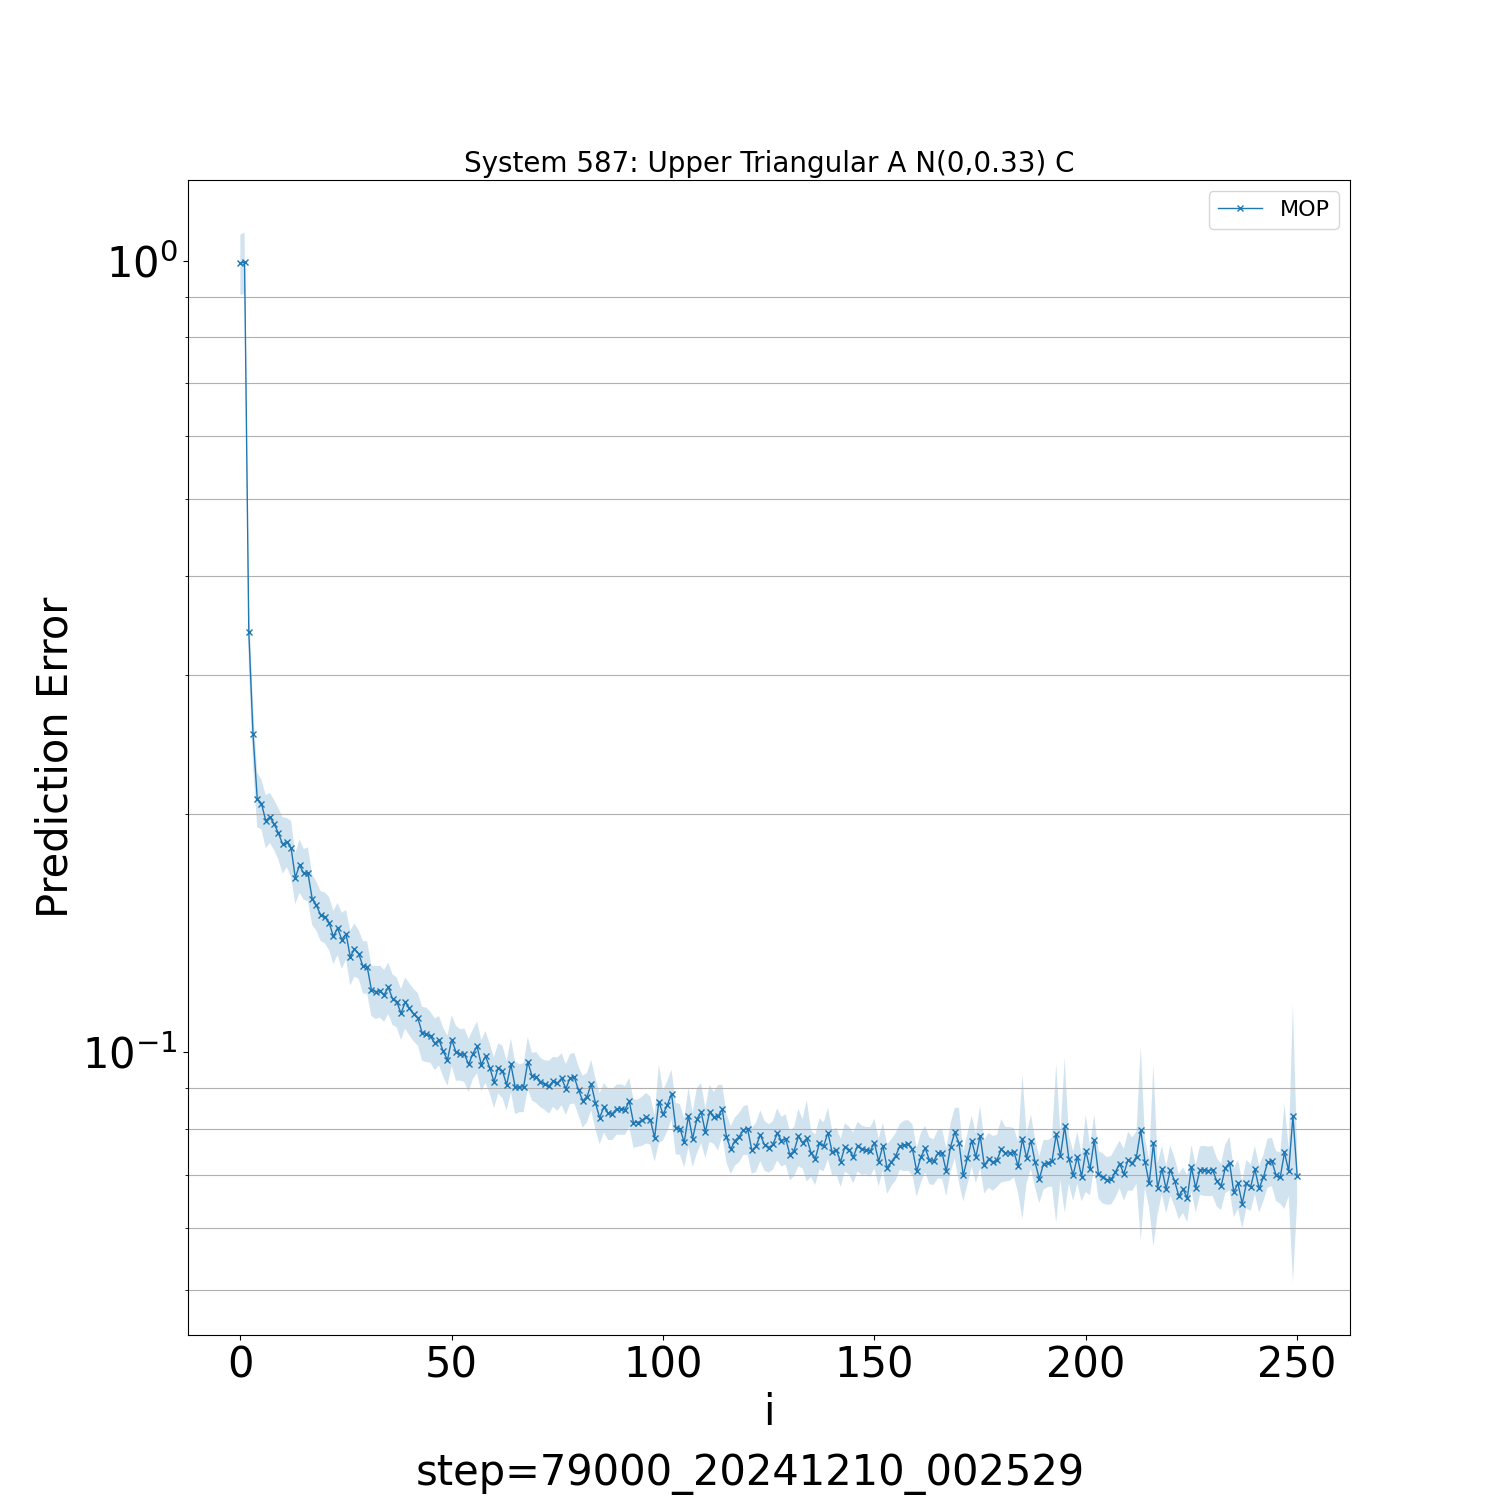 System 587: Upper Triangular A N(0,0.33) C
MOP
10⁰
10⁻¹
Prediction Error
0 50 100 150 200 250
i
step=79000_20241210_002529